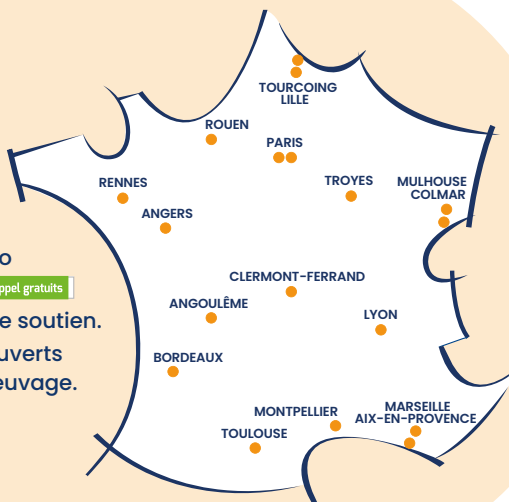 TOURCOING
LILLE
ROUEN
PARIS
RENNES
TROYES
MULHOUSE
COLMAR
ANGERS
o
appel gratuits
CLERMONT-FERRAND
ANGOULÊME
e soutien.
LYON
uverts
BORDEAUX
euvage.
MONTPELLIER
MARSEILLE
AIX-EN-PROVENCE
TOULOUSE